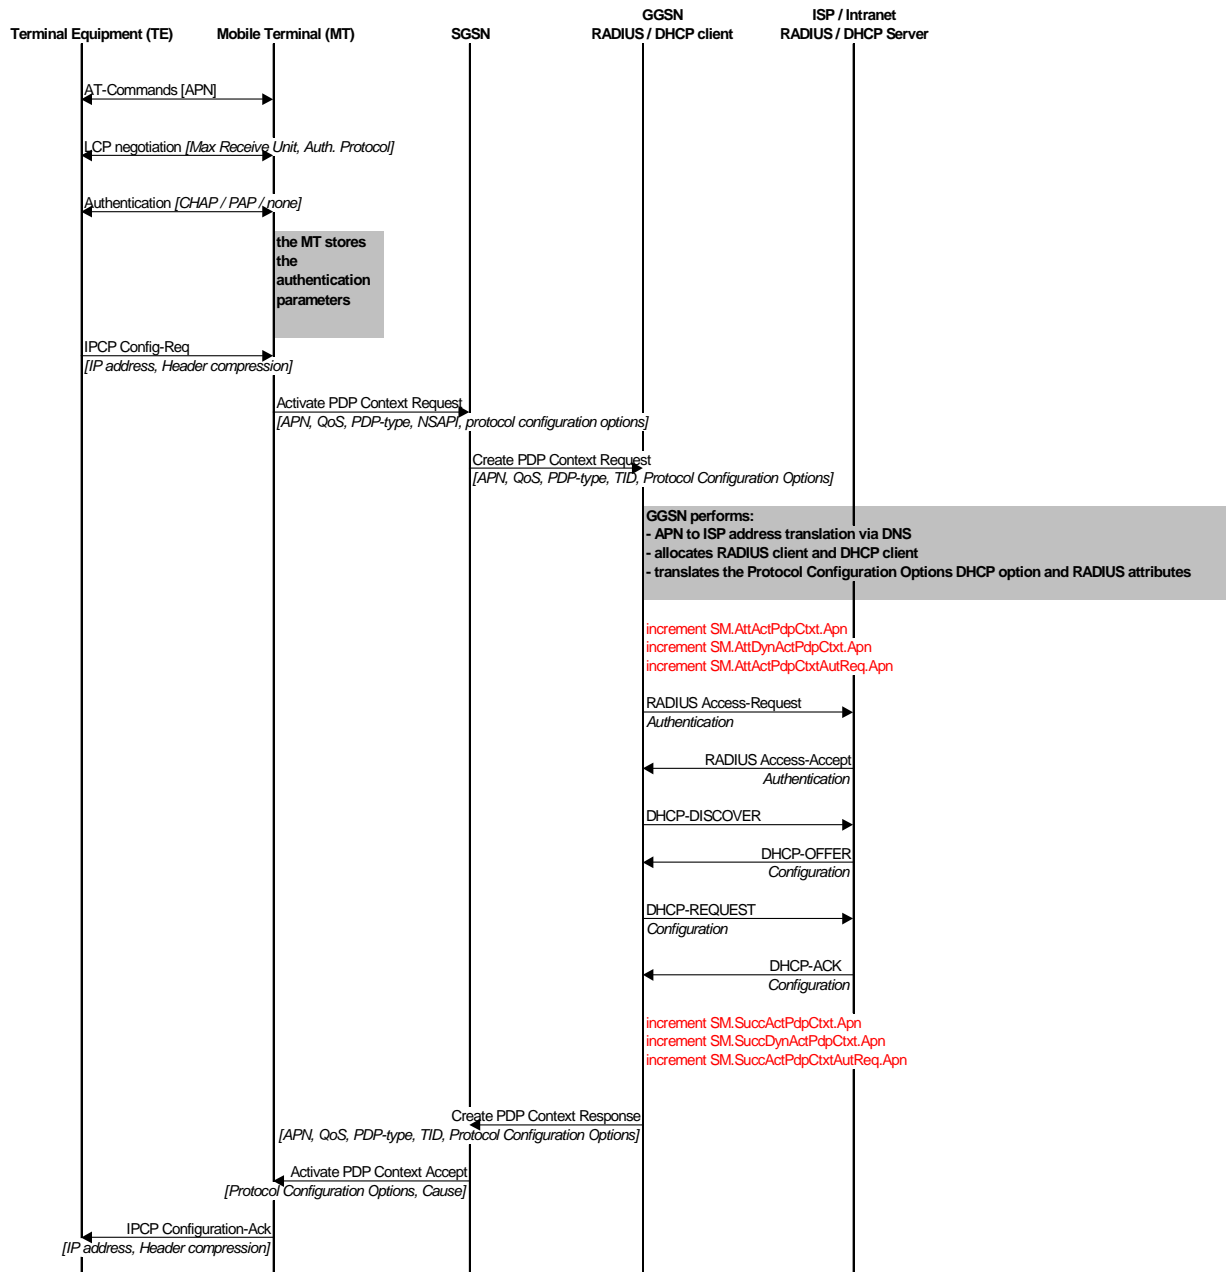 GGSN
ISP / Intranet
Terminal Equipment (TE)
Mobile Terminal (MT)
SGSN
RADIUS / DHCP client
RADIUS / DHCP Server
AT-Commands [APN]
LCP negotiation [Max Receive Unit, Auth. Protocol]
Authentication [CHAP / PAP / none]
the MT stores
the
authentication
parameters
IPCP Config-Req
[IP address, Header compression]
Activate PDP Context Request
[APN, QoS, PDP-type, NSAPI, protocol configuration options]
Create PDP Context Request
[APN, QoS, PDP-type, TID, Protocol Configuration Options]
GGSN performs:
- APN to ISP address translation via DNS
- allocates RADIUS client and DHCP client
- translates the Protocol Configuration Options DHCP option and RADIUS attributes
increment SM.AttActPdpCtxt.Apn
increment SM.AttDynActPdpCtxt.Apn
increment SM.AttActPdpCtxtAutReq.Apn
RADIUS Access-Request
Authentication
RADIUS Access-Accept
Authentication
DHCP-DISCOVER
DHCP-OFFER
Configuration
DHCP-REQUEST
Configuration
DHCP-ACK
Configuration
increment SM.SuccActPdpCtxt.Apn
increment SM.SuccDynActPdpCtxt.Apn
increment SM.SuccActPdpCtxtAutReq.Apn
Create PDP Context Response
[APN, QoS, PDP-type, TID, Protocol Configuration Options]
Activate PDP Context Accept
[Protocol Configuration Options, Cause]
IPCP Configuration-Ack
[IP address, Header compression]